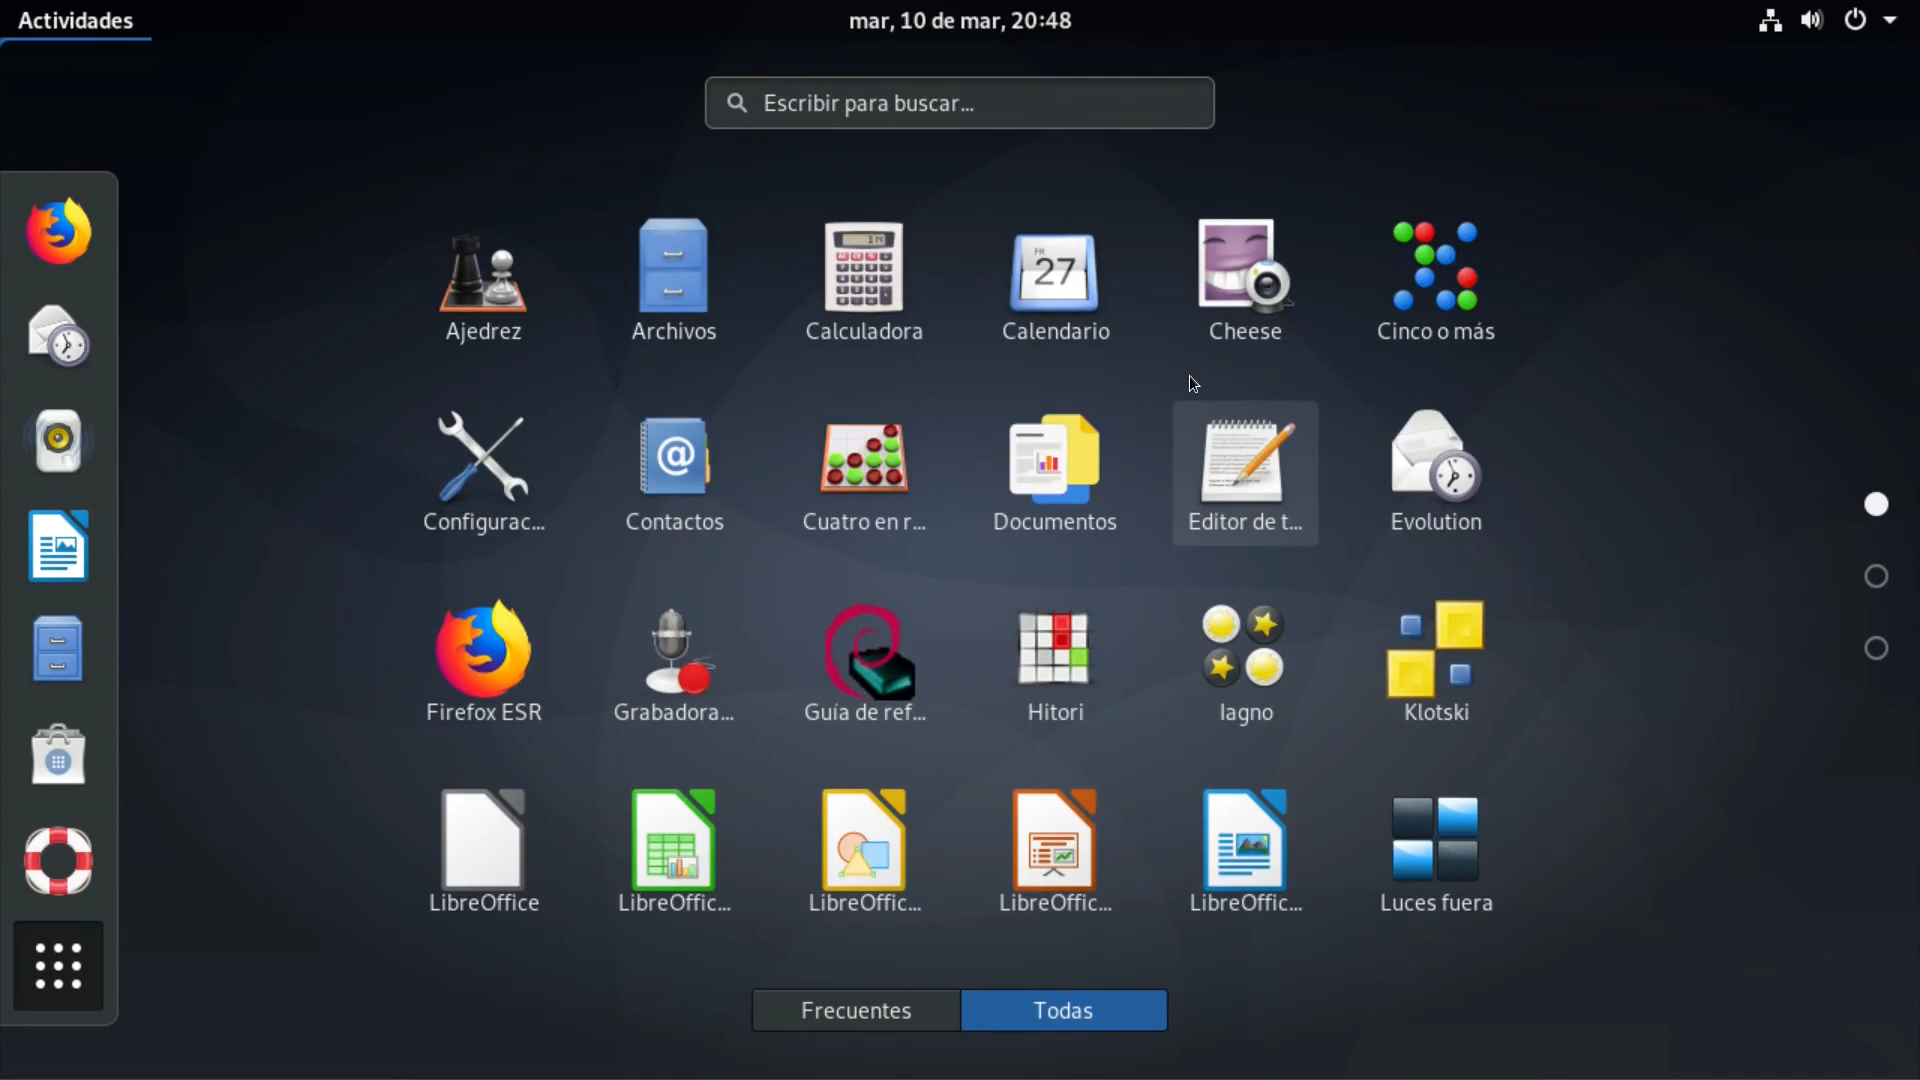 Actividades
mar, 10 de mar, 20:48
Escribir para buscar...
Ajedrez
Archivos
Calculadora
FR
27
Calendario
Cheese
Cinco o más
Configurac...
@
Contactos
Cuatro en r...
Documentos
Editor de t...
Evolution
Firefox ESR
Grabadora...
Guía de ref...
Hitori
Iagno
Klotski
LibreOffice
LibreOffic...
LibreOffic...
LibreOffic...
LibreOffic...
Luces fuera
Frecuentes
Todas